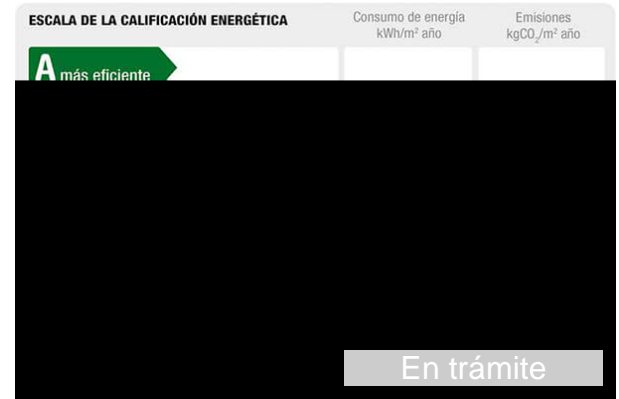 ESCALA DE LA CALIFICACIÓN ENERGÉTICA
Consumo de energía
kWh/m² año
Emisiones
kgCO₂/m² año
A más eficiente
En trámite